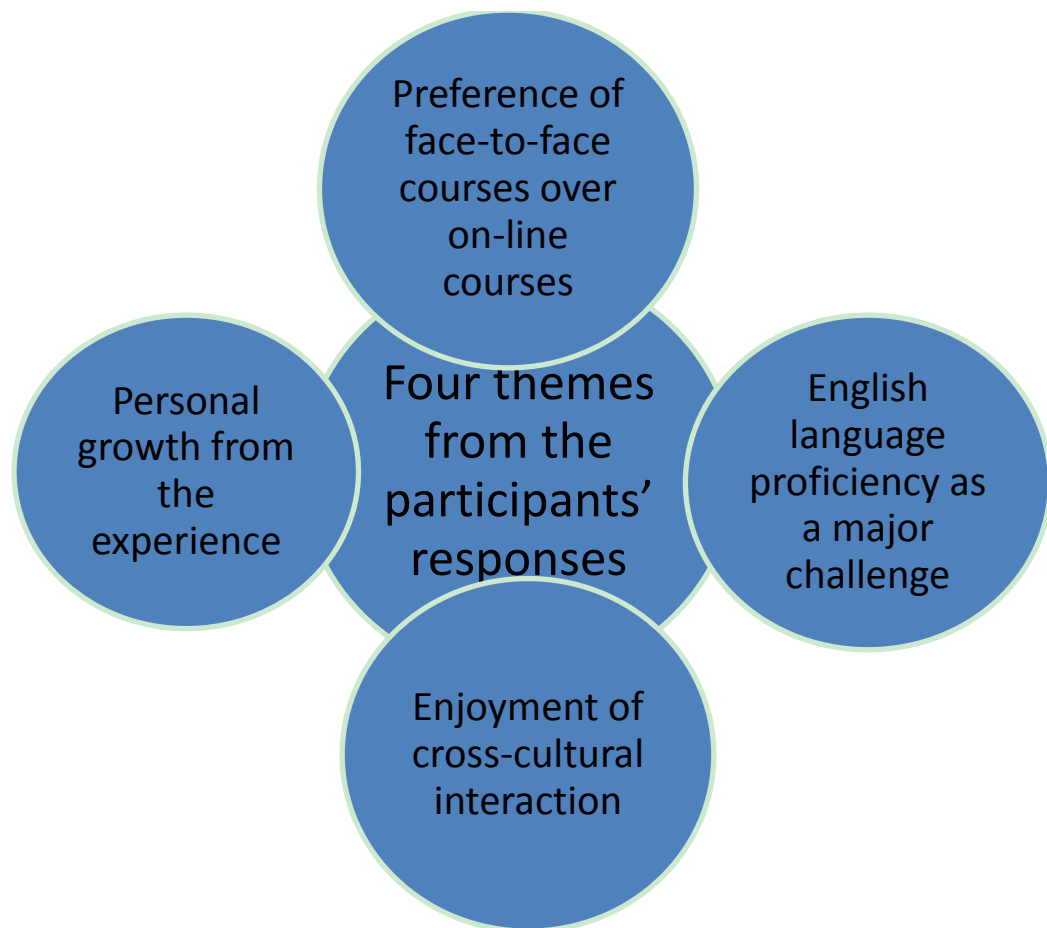 Preference of
face-to-face
courses over
on-line
courses
Four themes
from the
participants’
responses
Personal
growth from
the
experience
English
language
proficiency as
a major
challenge
Enjoyment of
cross-cultural
interaction